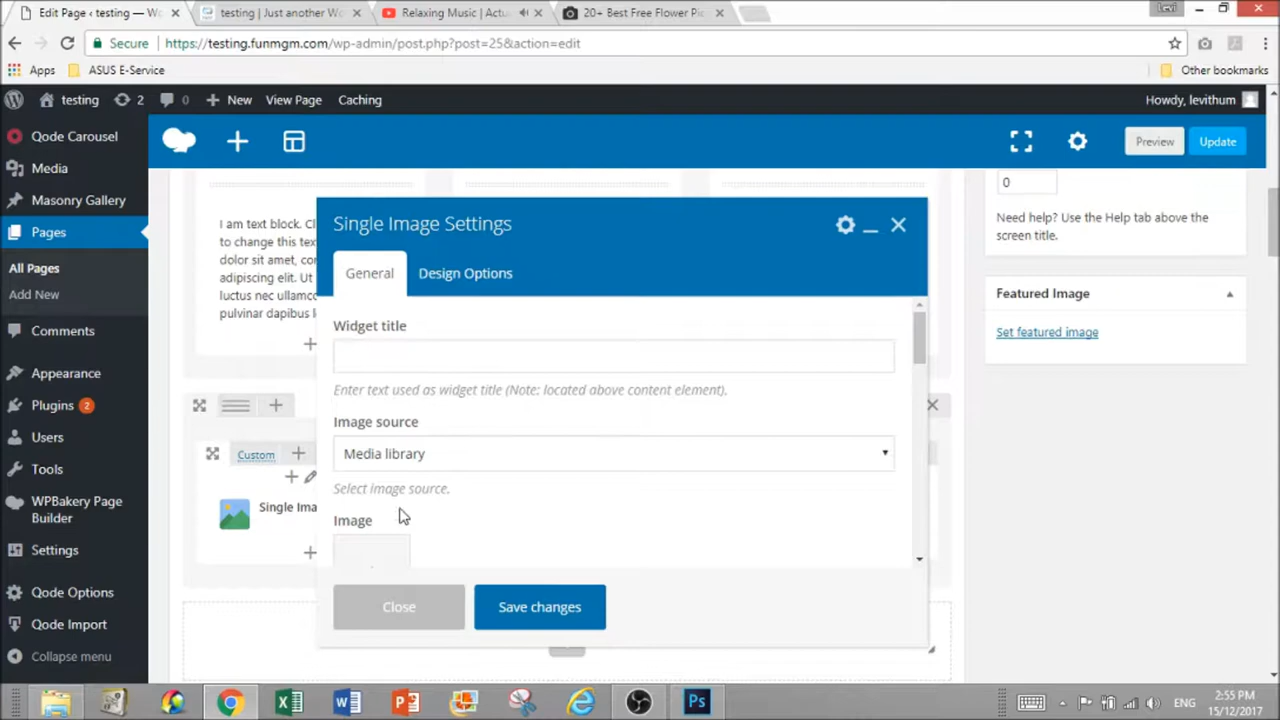 Edit Page ‹ testing — Wo
testing | Just another W
Relaxing Music | Actu
20+ Best Free Flower Pi
Levi
Secure
https://testing.funmgm.com/wp-admin/post.php?post=25&action=edit
Apps
ASUS E-Service
Other bookmarks
testing
2
0
New
View Page
Caching
Howdy, levithum
Qode Carousel
Media
Masonry Gallery
Pages
All Pages
Add New
Comments
Appearance
Plugins 2
Users
Tools
WPBakery Page
Builder
Settings
Qode Options
Qode Import
Collapse menu
Preview
Update
I am text block. Cl
to change this tex
dolor sit amet, con
adipiscing elit. Ut
luctus nec ullamco
pulvinar dapibus l
Custom
Single Ima
Single Image Settings
General
Design Options
Widget title
Enter text used as widget title (Note: located above content element).
Image source
Media library
Select image source.
Image
Close
Save changes
0
Need help? Use the Help tab above the
screen title.
Featured Image
Set featured image
Ps
ENG
2:55 PM
15/12/2017